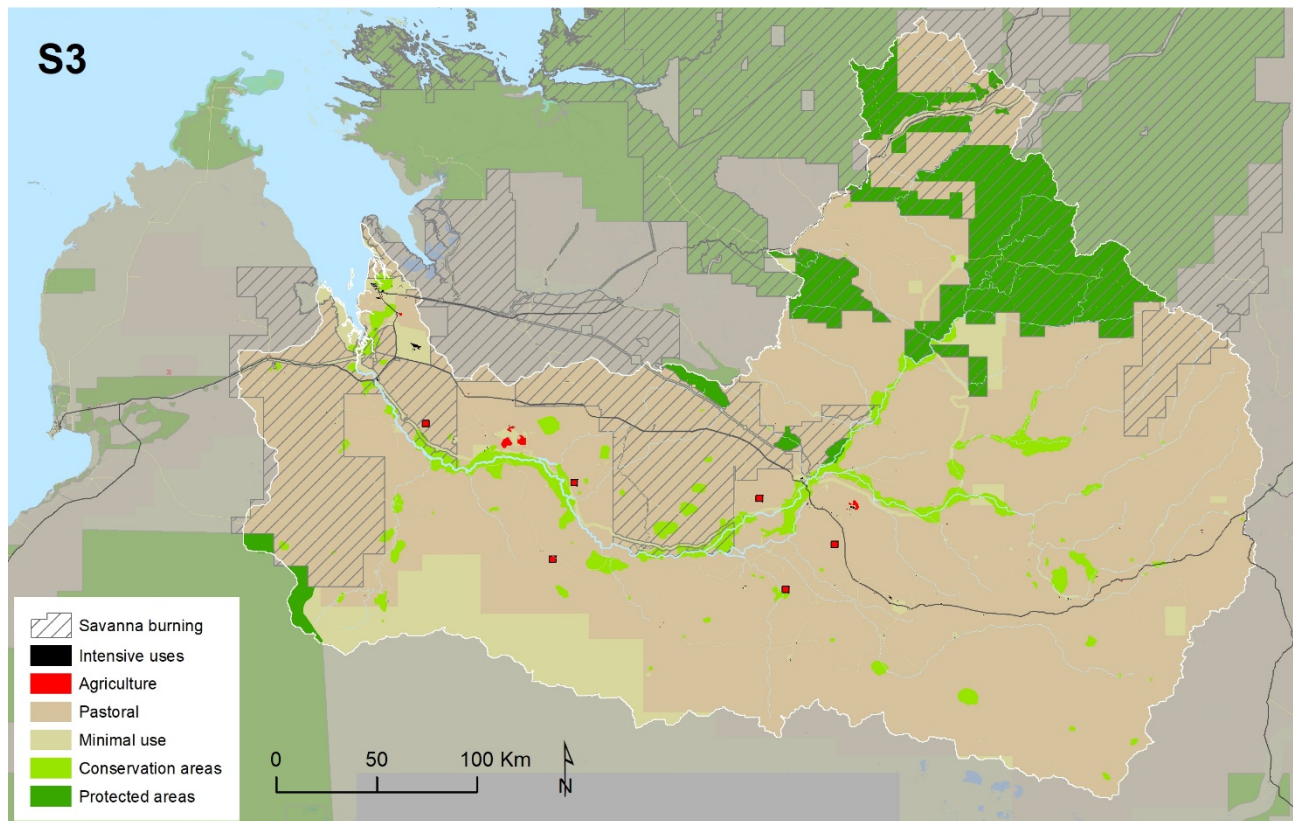 S3
Savanna burning
Intensive uses
Agriculture
Pastoral
Minimal use
Conservation areas
Protected areas
0 50 100 Km
N